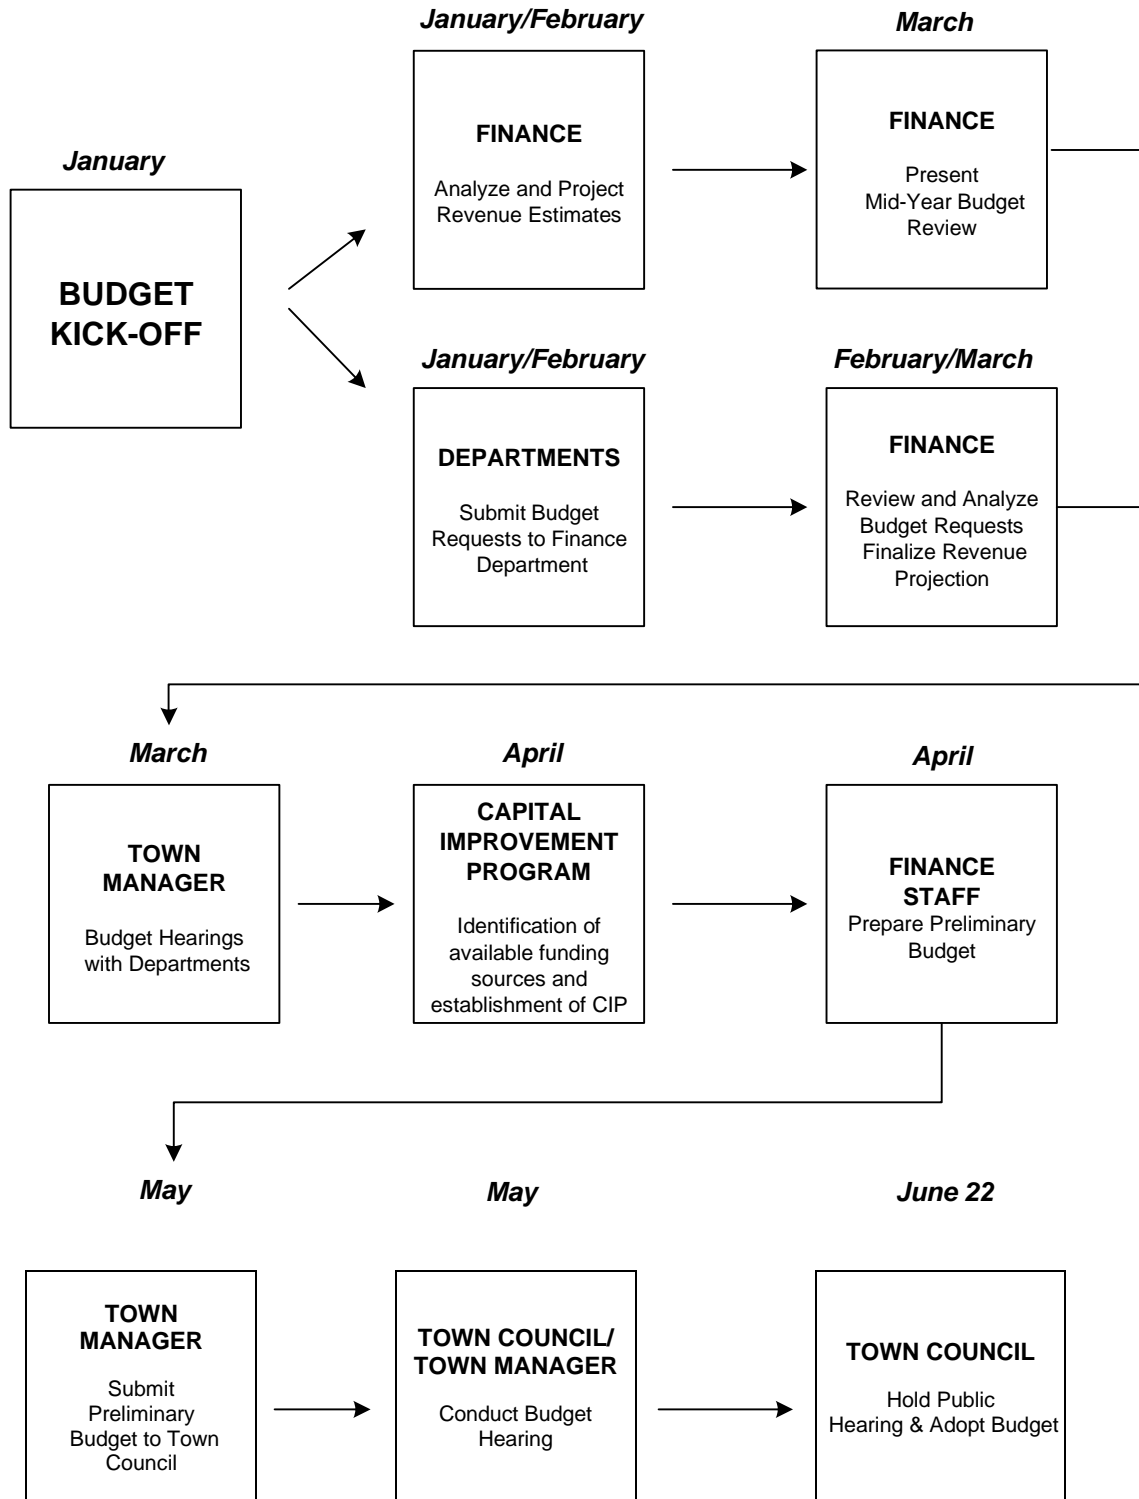 January/February
March
FINANCE
Analyze and Project
Revenue Estimates
FINANCE
Present
Mid-Year Budget
Review
January
BUDGET
KICK-OFF
January/February
February/March
DEPARTMENTS
Submit Budget
Requests to Finance
Department
FINANCE
Review and Analyze
Budget Requests
Finalize Revenue
Projection
March
April
April
TOWN
MANAGER
Budget Hearings
with Departments
CAPITAL
IMPROVEMENT
PROGRAM
Identification of
available funding
sources and
establishment of CIP
FINANCE
STAFF
Prepare Preliminary
Budget
May
May
June 22
TOWN
MANAGER
Submit
Preliminary
Budget to Town
Council
TOWN COUNCIL/
TOWN MANAGER
Conduct Budget
Hearing
TOWN COUNCIL
Hold Public
Hearing & Adopt Budget